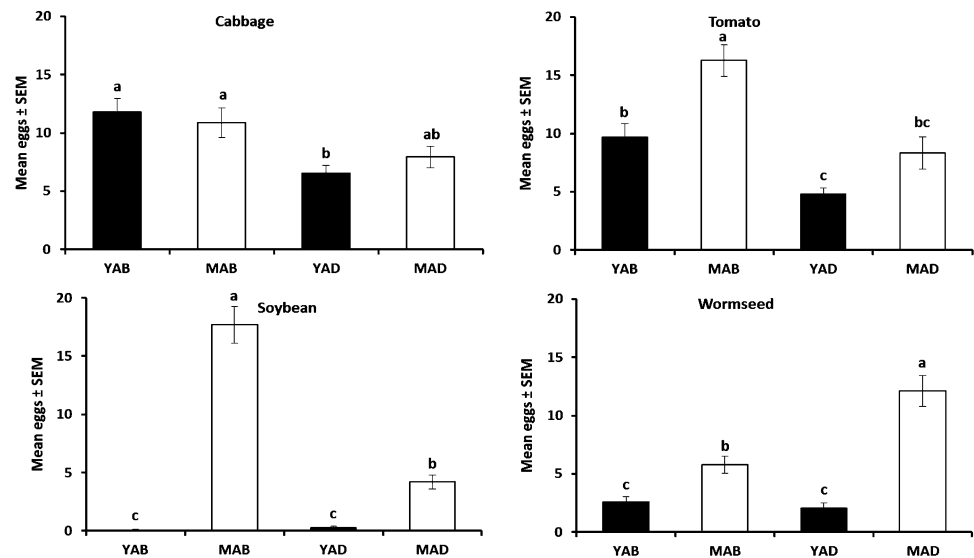 Cabbage
Mean eggs ± SEM
20
15
10
5
0
a
a
b
ab
YAB MAB YAD MAD
Tomato
Mean eggs ± SEM
20
15
10
5
0
b
a
c
bc
YAB MAB YAD MAD
Soybean
Mean eggs ± SEM
20
15
10
5
0
c
a
c
b
YAB MAB YAD MAD
Wormseed
Mean eggs ± SEM
20
15
10
5
0
c
b
c
a
YAB MAB YAD MAD